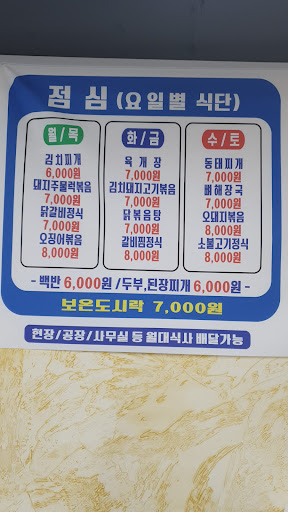 점 심 (요 일별 식단)
월/목
김치찌개
6,000원
돼지주물럭볶음
7,000원
닭갈비정식
7,000원
오징어볶음
8,000원
화/금
육 개 장
7,000원
김치돼지고기볶음
7,000원
닭볶음탕
7,000원
갈비찜정식
8,000원
수/토
동태찌개
7,000원
뼈해장국
7,000원
오돼지볶음
8,000원
소불고기정식
8,000원
- 백반 6,000원 /두부,된장찌개 6,000원 -
보온도시락 7,000원
현장/공장/사무실 등 월대식사 배달가능